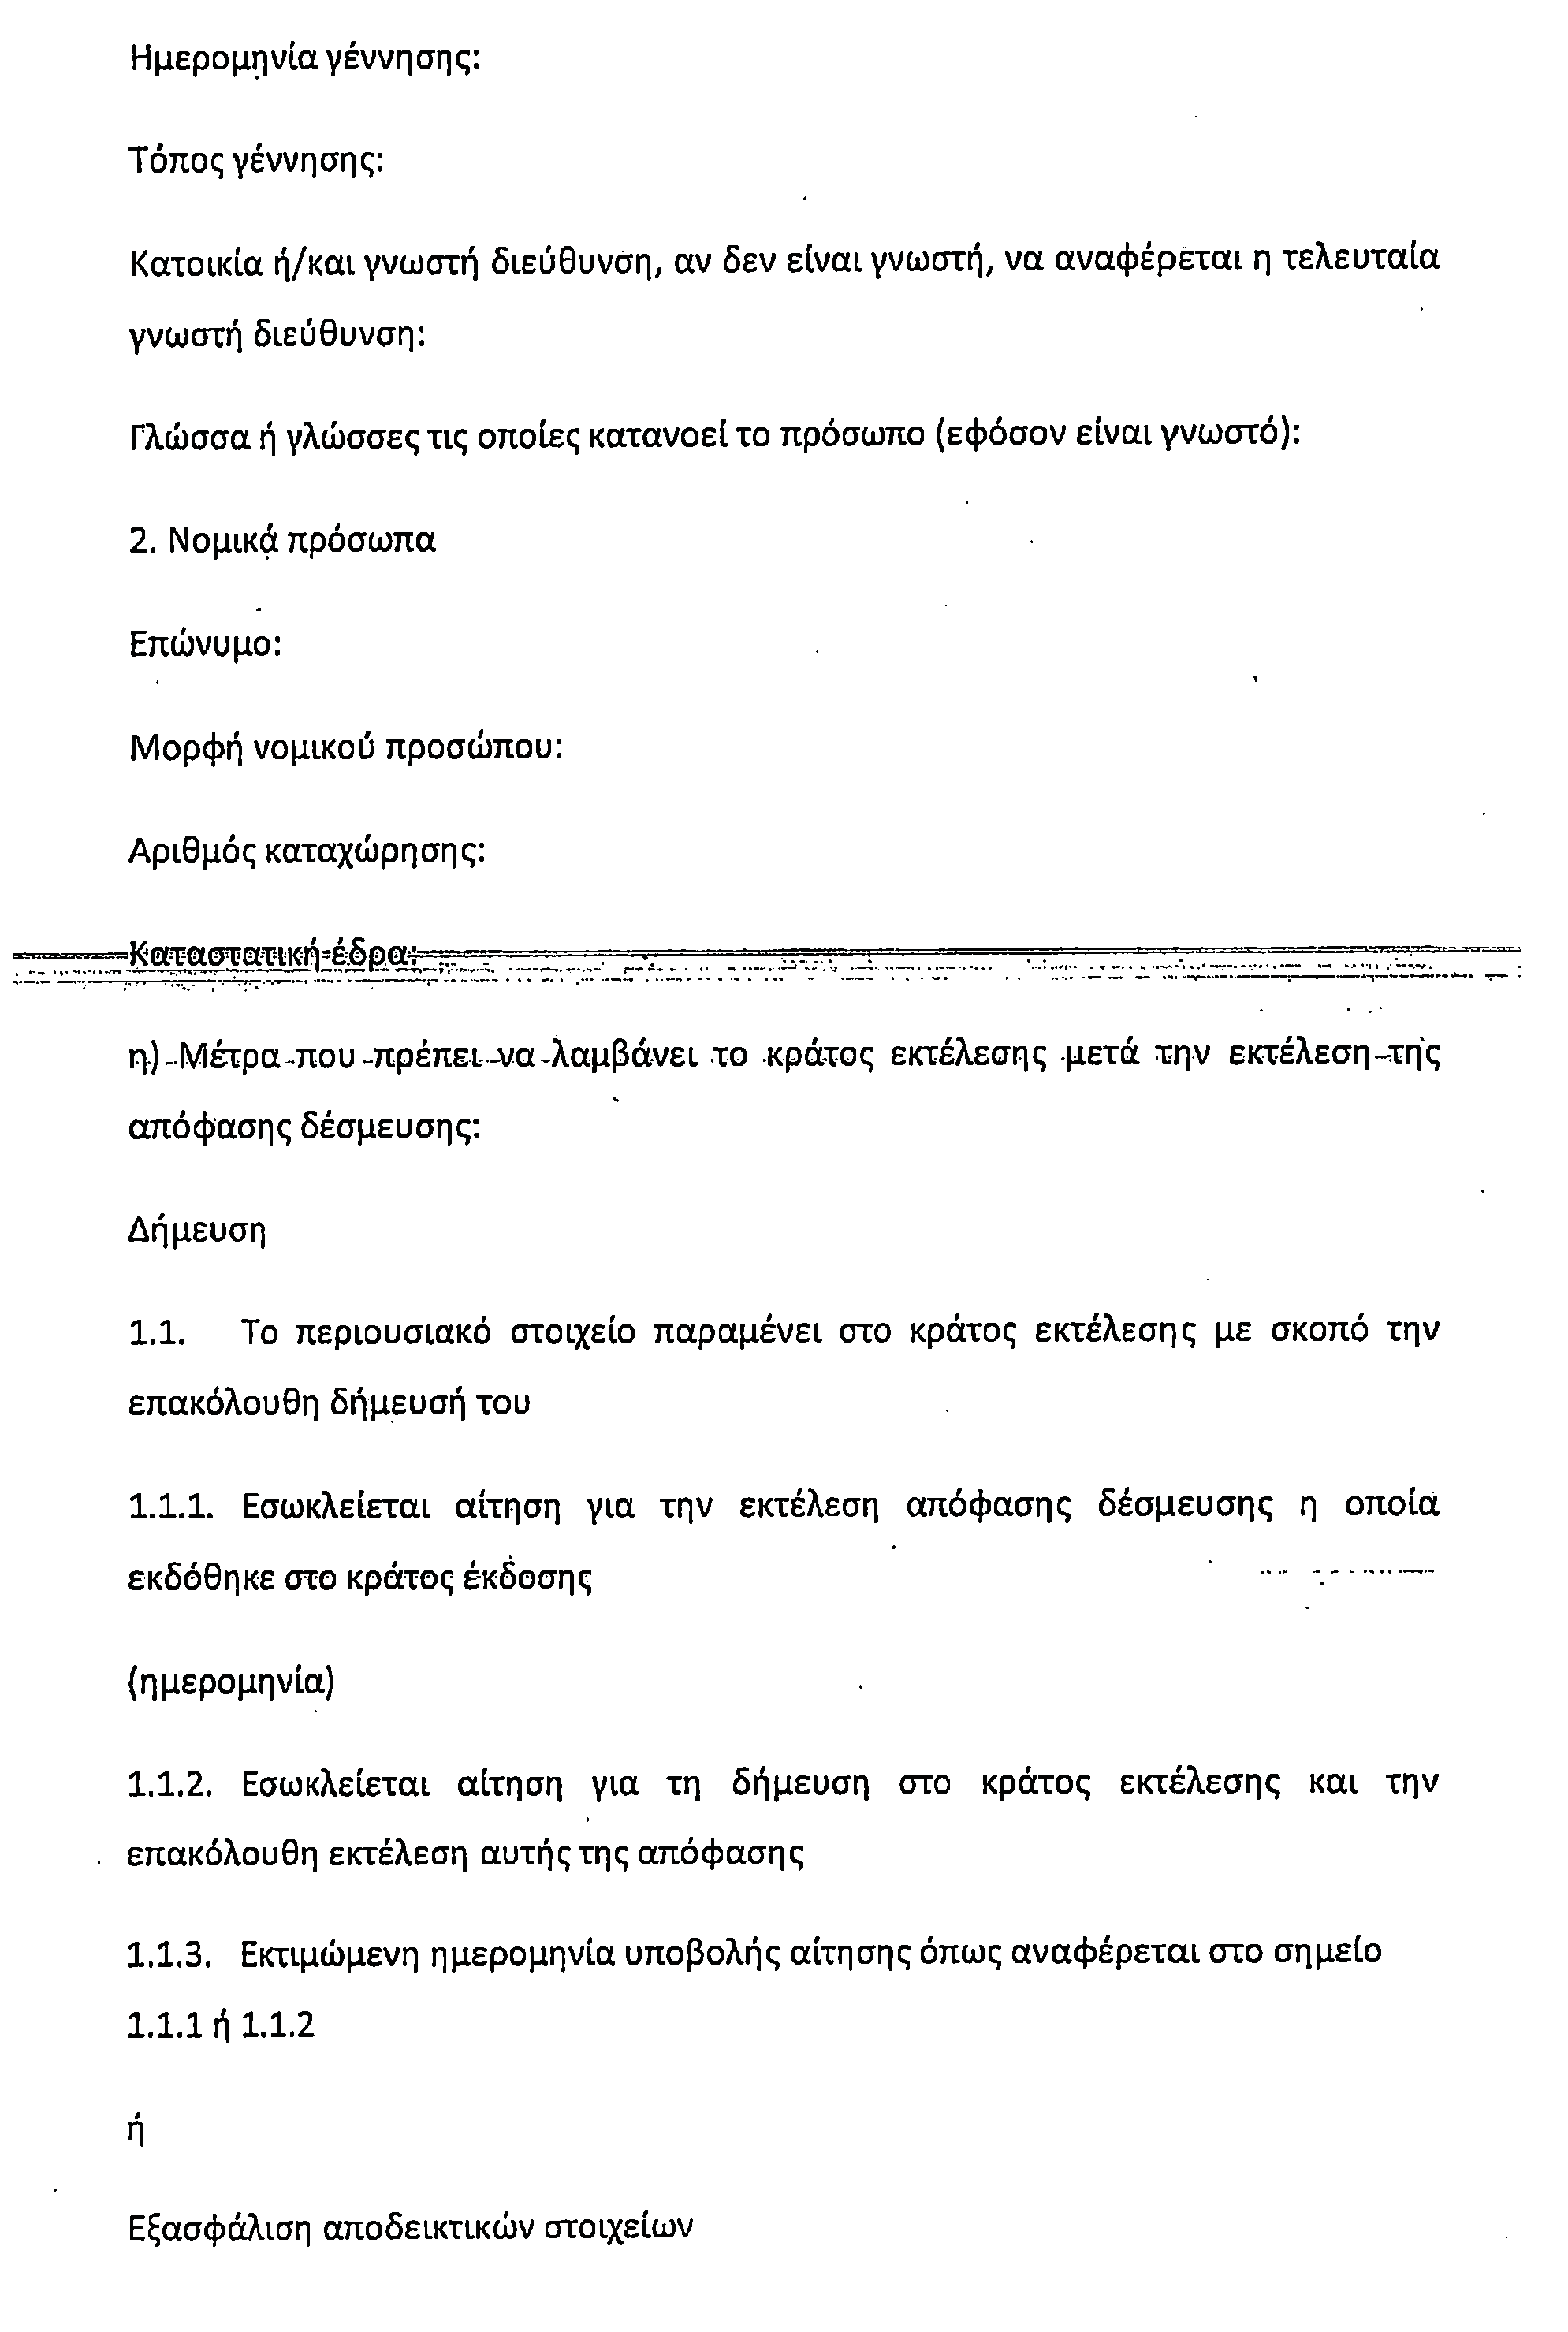 Ημερομηνία γέννησης:
Τόπος γέννησης:
Κατοικία ή/και γνωστή διεύθυνση, αν δεν είναι γνωστή, να αναφέρεται η τελευταία
γνωστή διεύθυνση:
Γλώσσα ή γλώσσες τις οποίες κατανοεί το πρόσωπο (εφόσον είναι γνωστό):
2. Νομικά πρόσωπα
Επώνυμο:
Μορφή νομικού προσώπου:
Αριθμός καταχώρησης:
Καταστατική έδρα:
η) Μέτρα που πρέπει να λαμβάνει το κράτος εκτέλεσης μετά την εκτέλεση της
απόφασης δέσμευσης:
Δήμευση
1.1. Το περιουσιακό στοιχείο παραμένει στο κράτος εκτέλεσης με σκοπό την
επακόλουθη δήμευσή του
1.1.1. Εσωκλείεται αίτηση για την εκτέλεση απόφασης δέσμευσης η οποία
εκδόθηκε στο κράτος έκδοσης
(ημερομηνία)
1.1.2. Εσωκλείεται αίτηση για τη δήμευση στο κράτος εκτέλεσης και την
επακόλουθη εκτέλεση αυτής της απόφασης
1.1.3. Εκτιμώμενη ημερομηνία υποβολής αίτησης όπως αναφέρεται στο σημείο
1.1.1 ή 1.1.2
ή
Εξασφάλιση αποδεικτικών στοιχείων